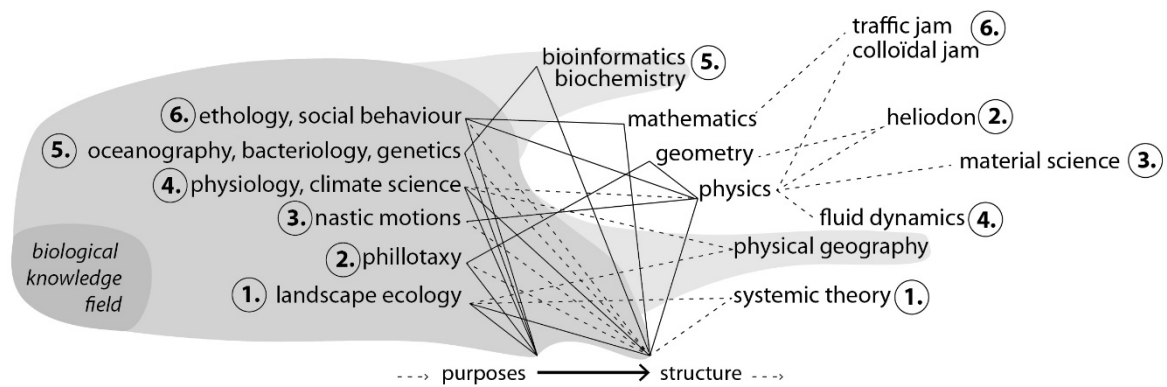 traffic jam 6.
colloïdal jam
bioinformatics 5.
biochemistry
6. ethology, social behaviour
mathematics
heliodon 2.
5. oceanography, bacteriology, genetics
geometry
material science 3.
4. physiology, climate science
physics
3. nastic motions
fluid dynamics 4.
biological
knowledge
field
physical geography
2. phillotaxy
1. landscape ecology
systemic theory 1.
purposes
structure